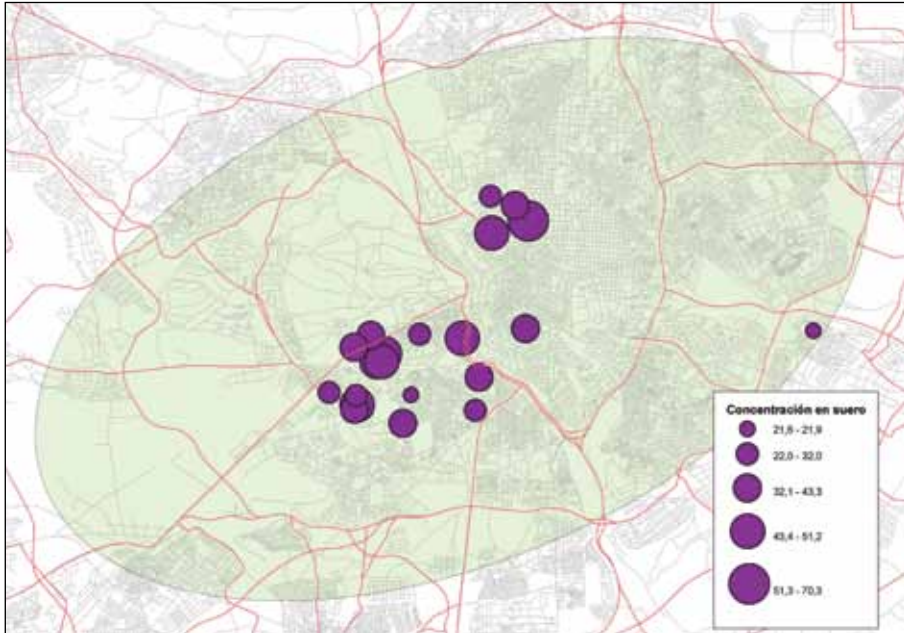 Concentración en suero
21,6 - 21,9
22,0 - 32,0
32,1 - 43,3
43,4 - 51,2
51,3 - 70,3